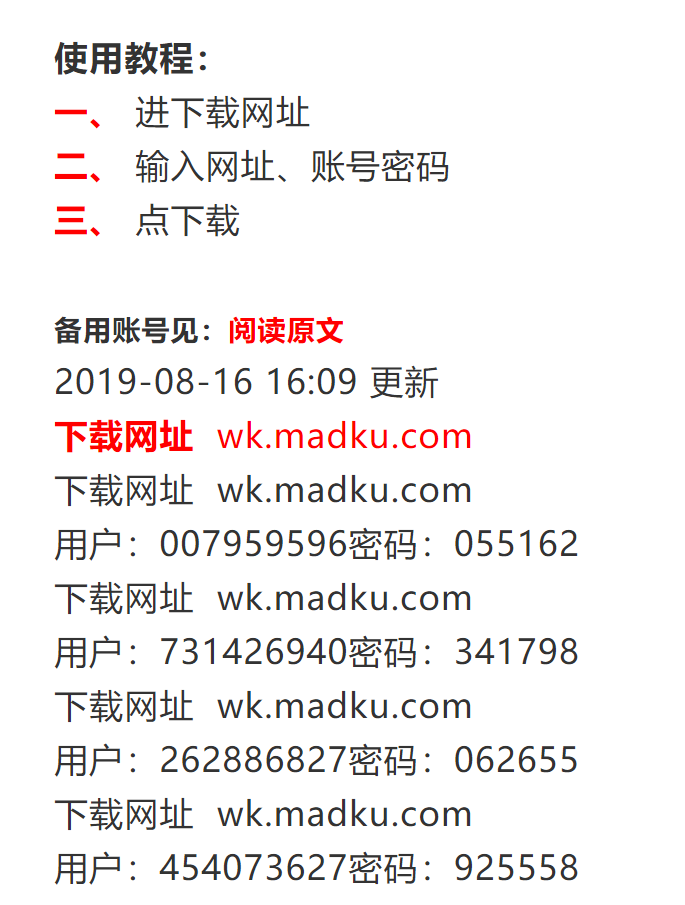 使用教程：
一、 进下载网址
二、 输入网址、账号密码
三、 点下载
备用账号见：阅读原文
2019-08-16 16:09 更新
下载网址 wk.madku.com
下载网址 wk.madku.com
用户：007959596密码：055162
下载网址 wk.madku.com
用户：731426940密码：341798
下载网址 wk.madku.com
用户：262886827密码：062655
下载网址 wk.madku.com
用户：454073627密码：925558